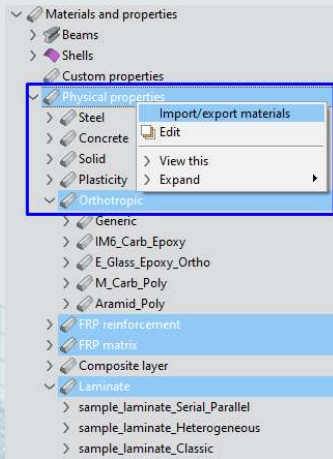 Materials and properties
Beams
Shells
Custom properties
Physical properties
Import/export materials
Steel
Edit
Concrete
Solid
View this
Plasticity
Expand
Orthotropic
Generic
IM6_Carb_Epoxy
E_Glass_Epoxy_Ortho
M_Carb_Poly
Aramid_Poly
FRP reinforcement
FRP matrix
Composite layer
Laminate
sample_laminate_Serial_Parallel
sample_laminate_Heterogeneous
sample_laminate_Classic